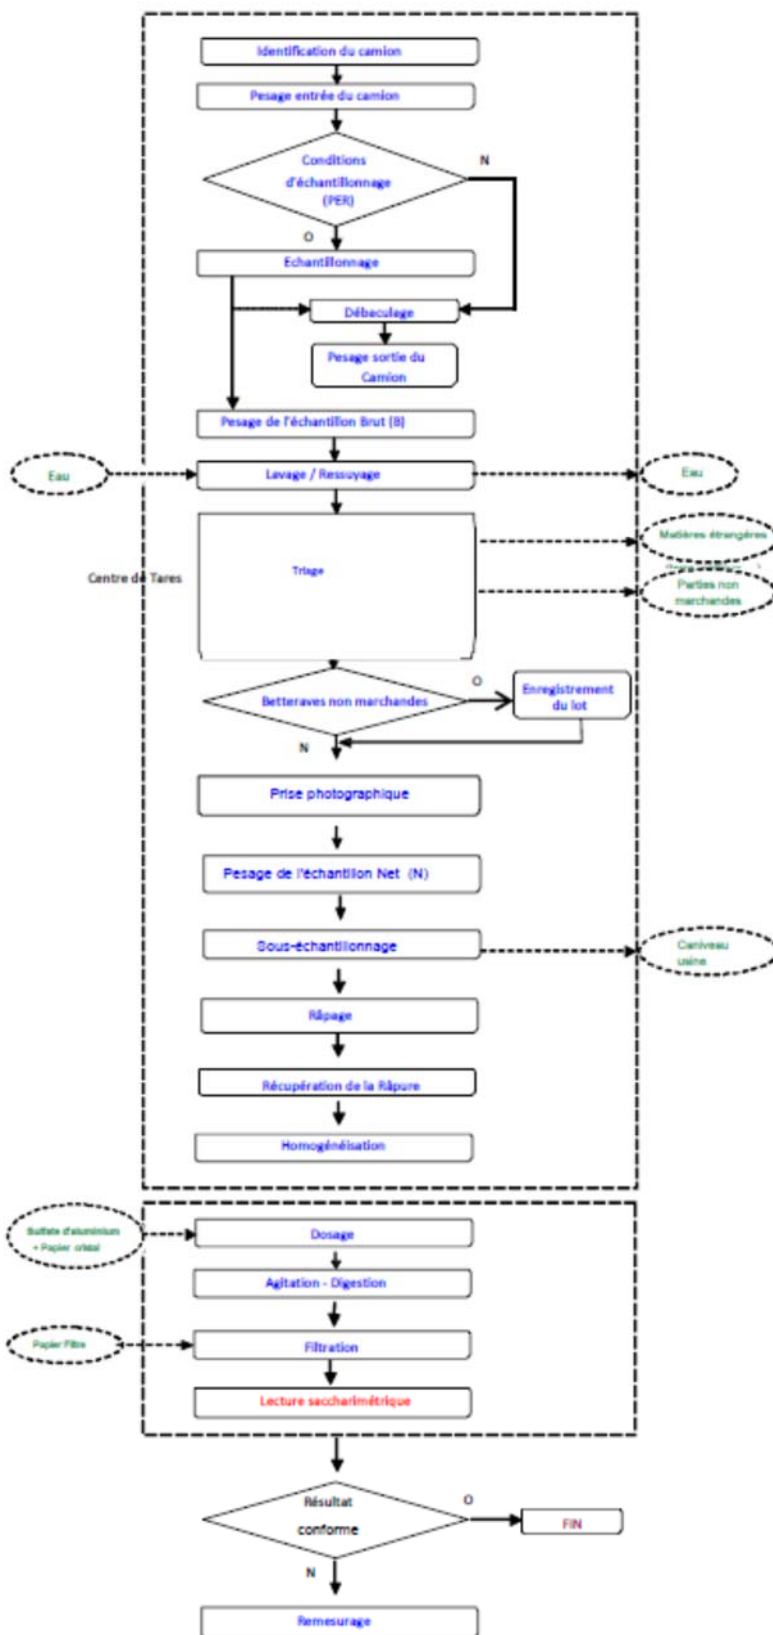 Identification du camion
Pesage entrée du camion
Conditions
d'échantillonnage
(PER)
N
O
Echantillonnage
Débaculage
Pesage sortie du
Camion
Pesage de l'échantillon Brut (B)
Eau
Lavage / Ressuyage
Eau
Matières étrangères
Centre de Tares
Triage
Parties non
marchandes
Betteraves non marchandes
O
Enregistrement
du lot
N
Prise photographique
Pesage de l'échantillon Net (N)
Sous-échantillonnage
Caniveau
usine
Râpage
Récupération de la Râpure
Homogénéisation
Sulfate d'aluminium
+ Papier cristal
Dosage
Agitation - Digestion
Papier Filtre
Filtration
Lecture saccharimétrique
Résultat
conforme
O
FIN
N
Remesurage